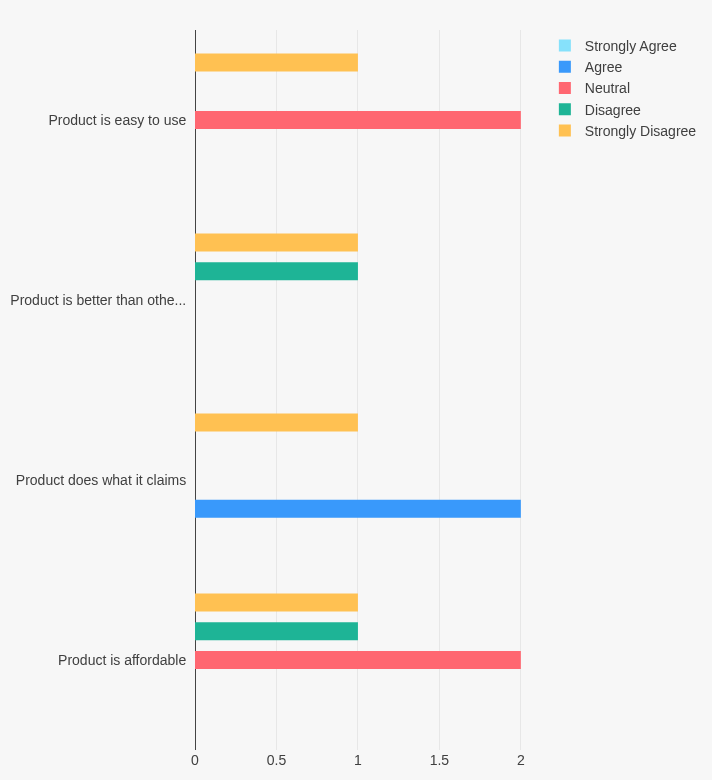 Strongly Agree
Agree
Neutral
Disagree
Strongly Disagree
Product is easy to use
Product is better than othe...
Product does what it claims
Product is affordable
0 0.5 1 1.5 2